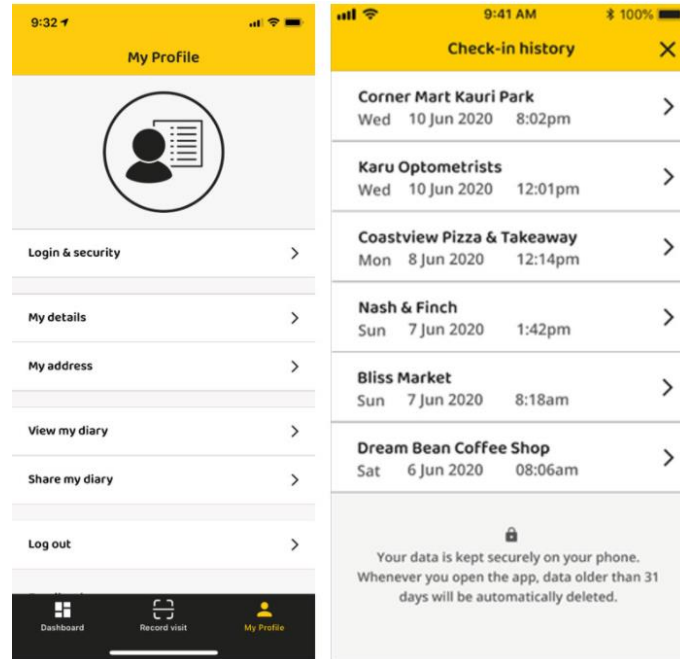 9:32
My Profile
Login & security
My details
My address
View my diary
Share my diary
Log out
Dashboard
Record visit
My Profile
9:41 AM
100%
Check-in history
Corner Mart Kauri Park
Wed 10 Jun 2020 8:02pm
Karu Optometrists
Wed 10 Jun 2020 12:01pm
Coastview Pizza & Takeaway
Mon 8 Jun 2020 12:14pm
Nash & Finch
Sun 7 Jun 2020 1:42pm
Bliss Market
Sun 7 Jun 2020 8:18am
Dream Bean Coffee Shop
Sat 6 Jun 2020 08:06am
Your data is kept securely on your phone.
Whenever you open the app, data older than 31
days will be automatically deleted.